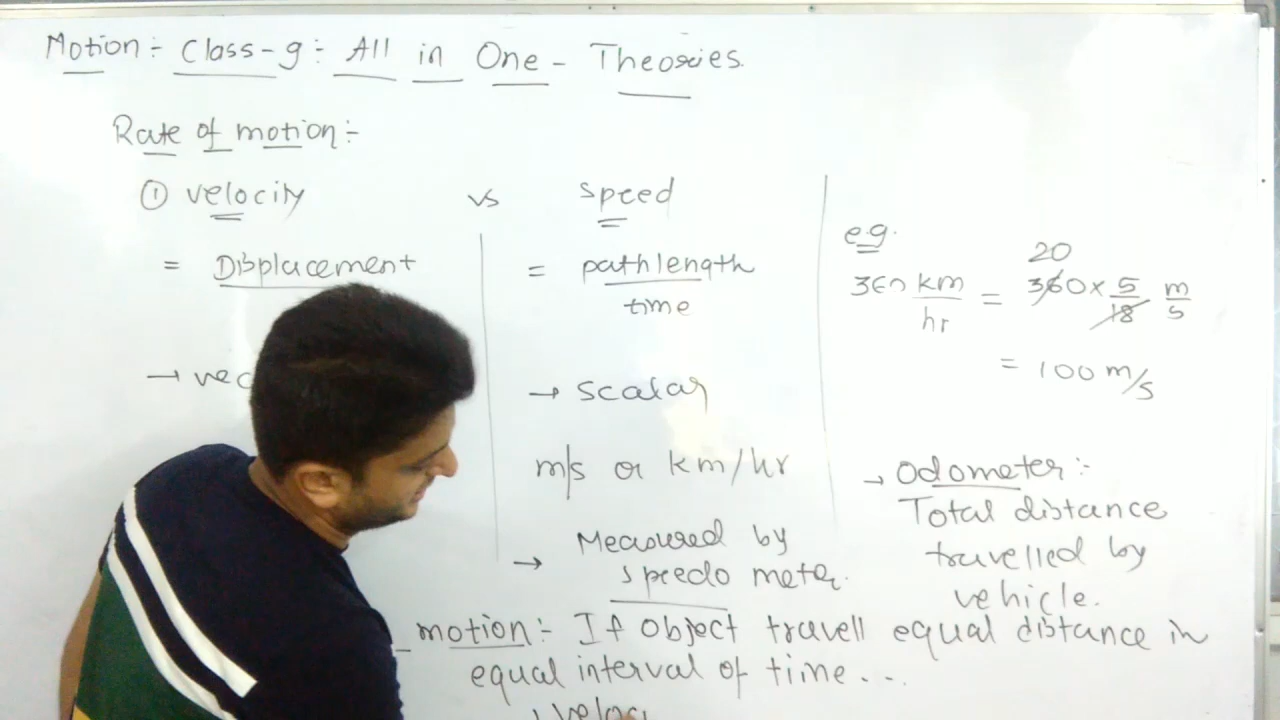 Motion :- Class-9 :- All in One - Theories.
Rate of motion :-
① velocity vs speed
= Displacement
= pathlength
time
→ vec
→ scalar
m/s or km/hr
→ Measured by
speedo meter.
e.g.
20
360 km/hr = 360 × 5/18 m/s
= 100 m/s
→ Odometer :-
Total distance
travelled by
vehicle.
motion :- If object travell equal distance in
equal interval of time...
veloc